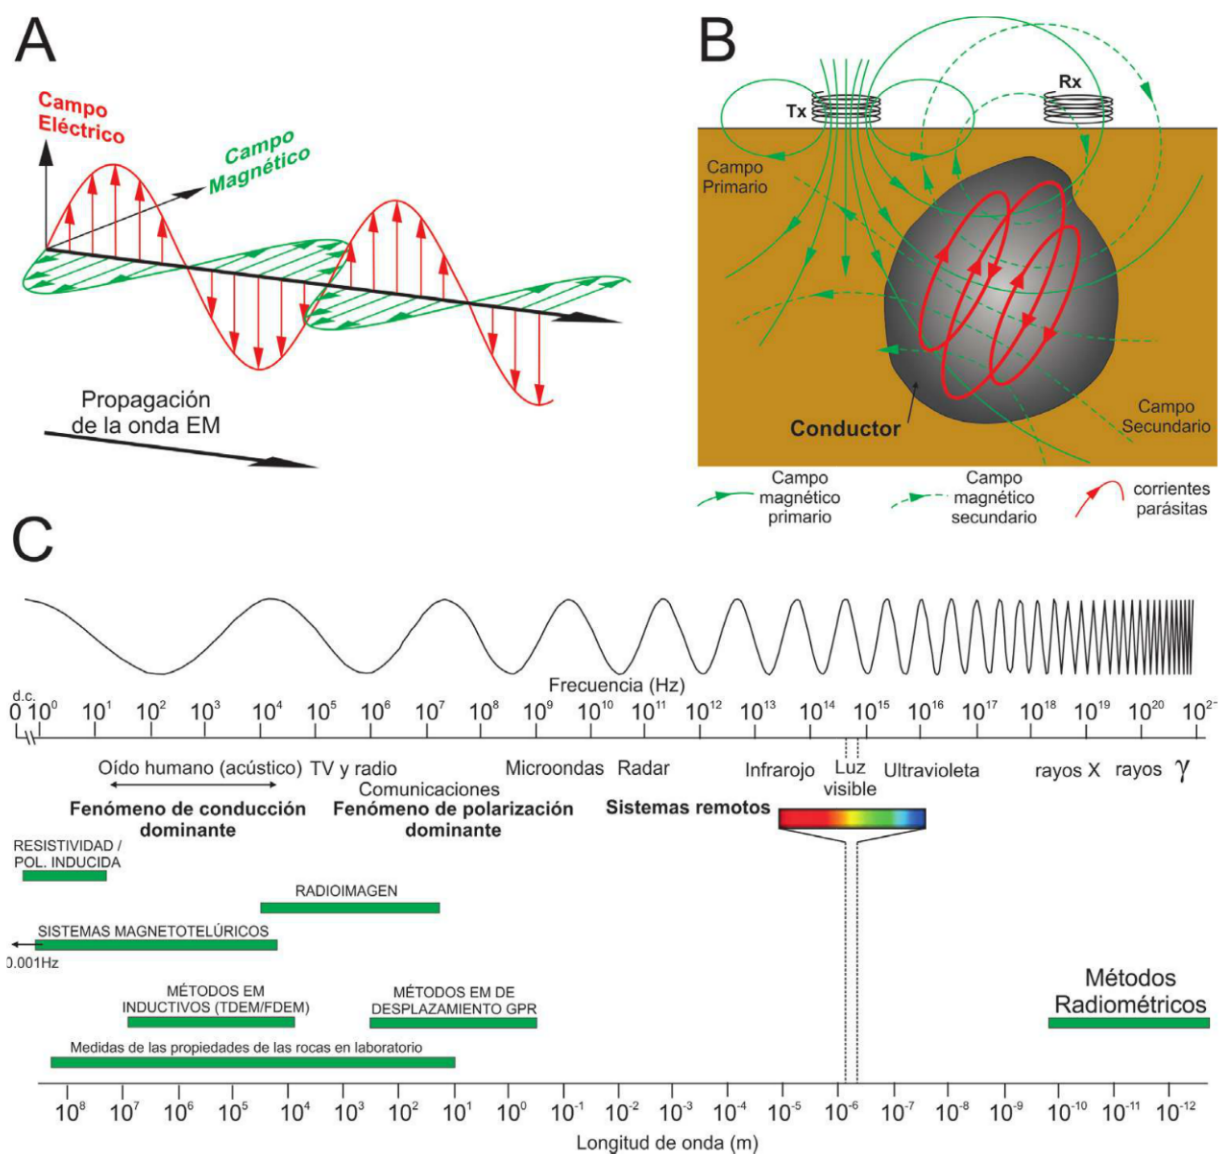 A
Campo
Eléctrico
Campo
Magnético
Propagación
de la onda EM
B
Tx
Rx
Campo
Primario
Conductor
Campo
Secundario
Campo
magnético
primario
Campo
magnético
secundario
corrientes
parásitas
C
Frecuencia (Hz)
d.c.
0 10⁰ 10¹ 10² 10³ 10⁴ 10⁵ 10⁶ 10⁷ 10⁸ 10⁹ 10¹⁰ 10¹¹ 10¹² 10¹³ 10¹⁴ 10¹⁵ 10¹⁶ 10¹⁷ 10¹⁸ 10¹⁹ 10²⁰
Oído humano (acústico) TV y radio Microondas Radar Infrarojo Luz Ultravioleta rayos X rayos γ
visible
Comunicaciones
Fenómeno de conducción
dominante
Fenómeno de polarización
dominante
Sistemas remotos
RESISTIVIDAD /
POL. INDUCIDA
RADIOIMAGEN
SISTEMAS MAGNETOTELÚRICOS
0.001Hz
MÉTODOS EM
INDUCTIVOS (TDEM/FDEM)
MÉTODOS EM DE
DESPLAZAMIENTO GPR
Métodos
Radiométricos
Medidas de las propiedades de las rocas en laboratorio
10⁸ 10⁷ 10⁶ 10⁵ 10⁴ 10³ 10² 10¹ 10⁰ 10⁻¹ 10⁻² 10⁻³ 10⁻⁴ 10⁻⁵ 10⁻⁶ 10⁻⁷ 10⁻⁸ 10⁻⁹ 10⁻¹⁰ 10⁻¹¹ 10⁻¹²
Longitud de onda (m)